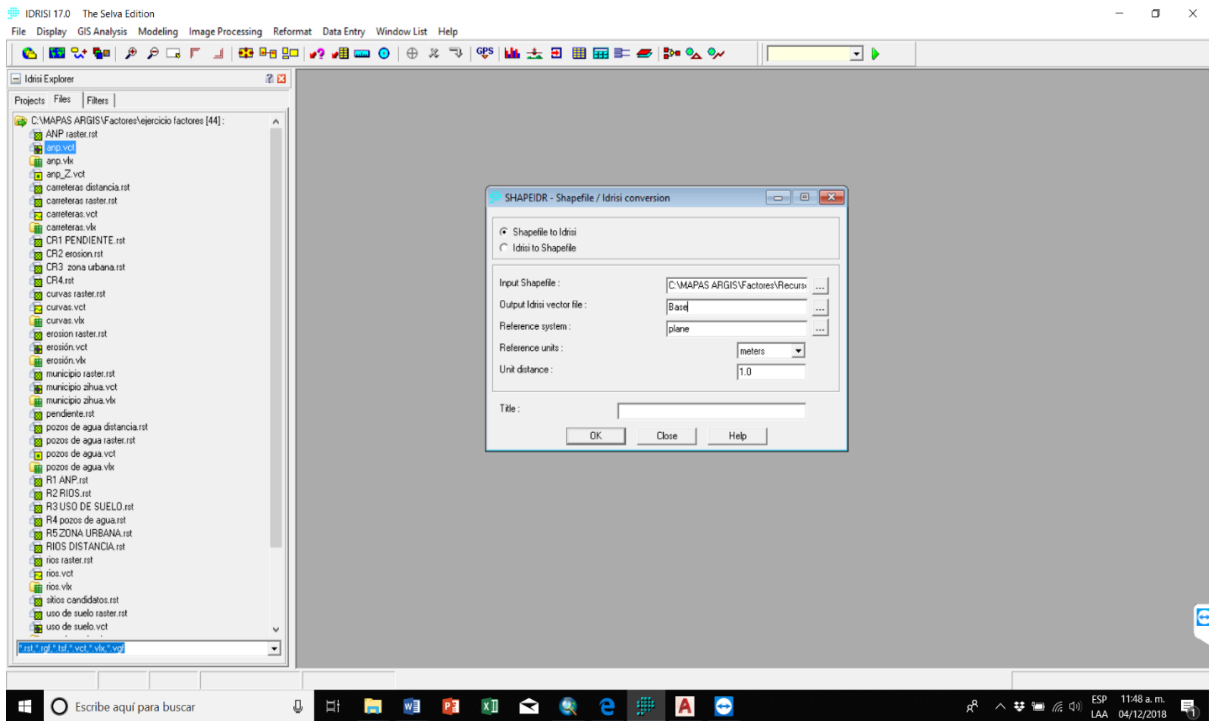 IDRISI 17.0 The Selva Edition
File Display GIS Analysis Modeling Image Processing Reformat Data Entry Window List Help
GPS
Idrisi Explorer
Projects Files Filters
C:\MAPAS ARGIS\Factores\ejercicio factores [44] :
ANP raster.rst
anp.vct
anp.vlx
anp_Z.vct
carreteras distancia.rst
carreteras raster.rst
carreteras.vct
carreteras.vlx
CR1 PENDIENTE.rst
CR2 erosion.rst
CR3 zona urbana.rst
CR4.rst
curvas raster.rst
curvas.vct
curvas.vlx
erosion raster.rst
erosión.vct
erosión.vlx
municipio raster.rst
municipio zihua.vct
municipio zihua.vlx
pendiente.rst
pozos de agua distancia.rst
pozos de agua raster.rst
pozos de agua.vct
pozos de agua.vlx
R1 ANP.rst
R2 RIOS.rst
R3 USO DE SUELO.rst
R4 pozos de agua.rst
R5 ZONA URBANA.rst
RIOS DISTANCIA.rst
rios raster.rst
rios.vct
rios.vlx
sitios candidatos.rst
uso de suelo raster.rst
uso de suelo.vct
*.rst,*.rgf,*.tsf,*.vct,*.vlx,*.vgf
SHAPEIDR - Shapefile / Idrisi conversion
Shapefile to Idrisi
Idrisi to Shapefile
Input Shapefile :
C:\MAPAS ARGIS\Factores\Recurs
...
Output Idrisi vector file :
Base
...
Reference system :
plane
...
Reference units :
meters
Unit distance :
1.0
Title :
OK Close Help
Escribe aquí para buscar
ESP 11:48 a. m.
LAA 04/12/2018